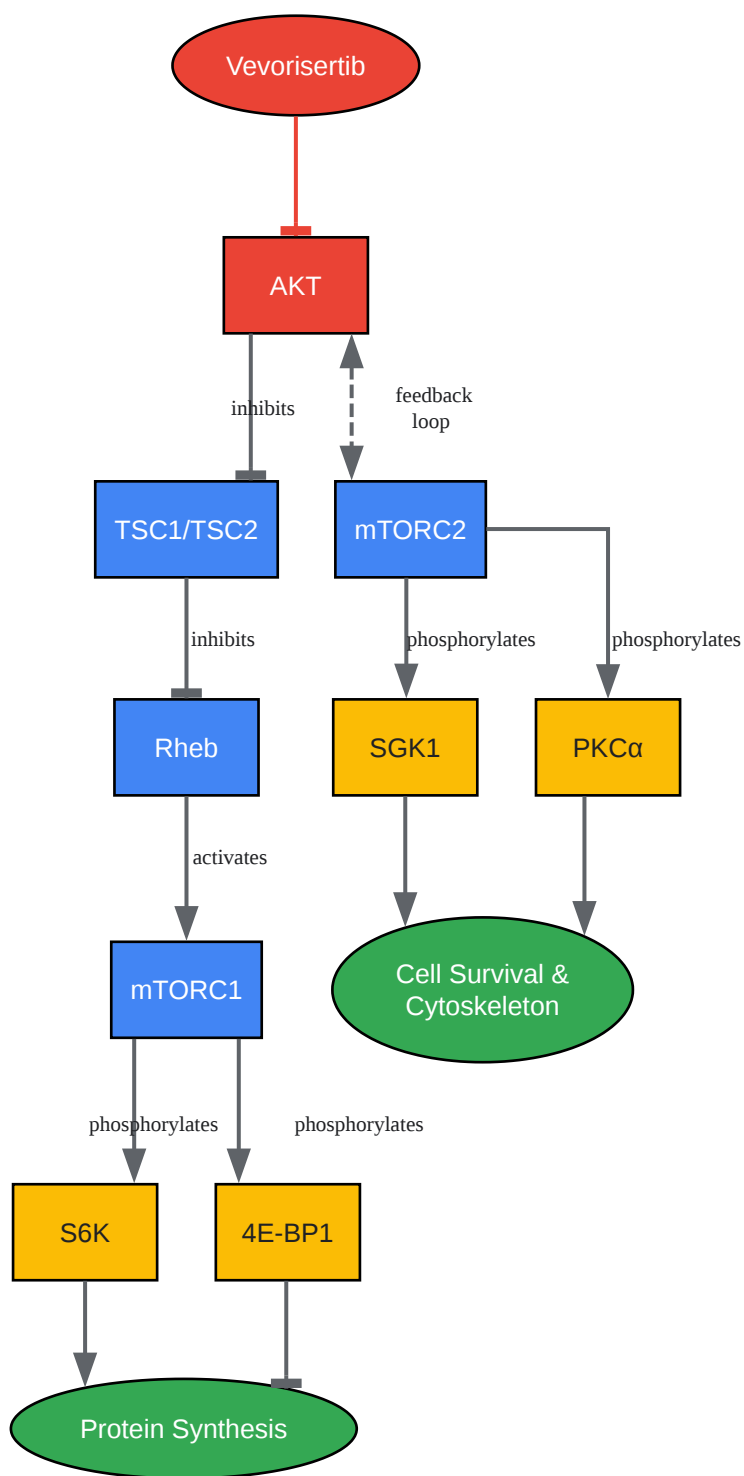 Vevorisertib
AKT
inhibits
feedback
loop
TSC1/TSC2
mTORC2
inhibits
phosphorylates
phosphorylates
Rheb
SGK1
PKCα
activates
mTORC1
Cell Survival &
Cytoskeleton
phosphorylates
phosphorylates
S6K
4E-BP1
Protein Synthesis